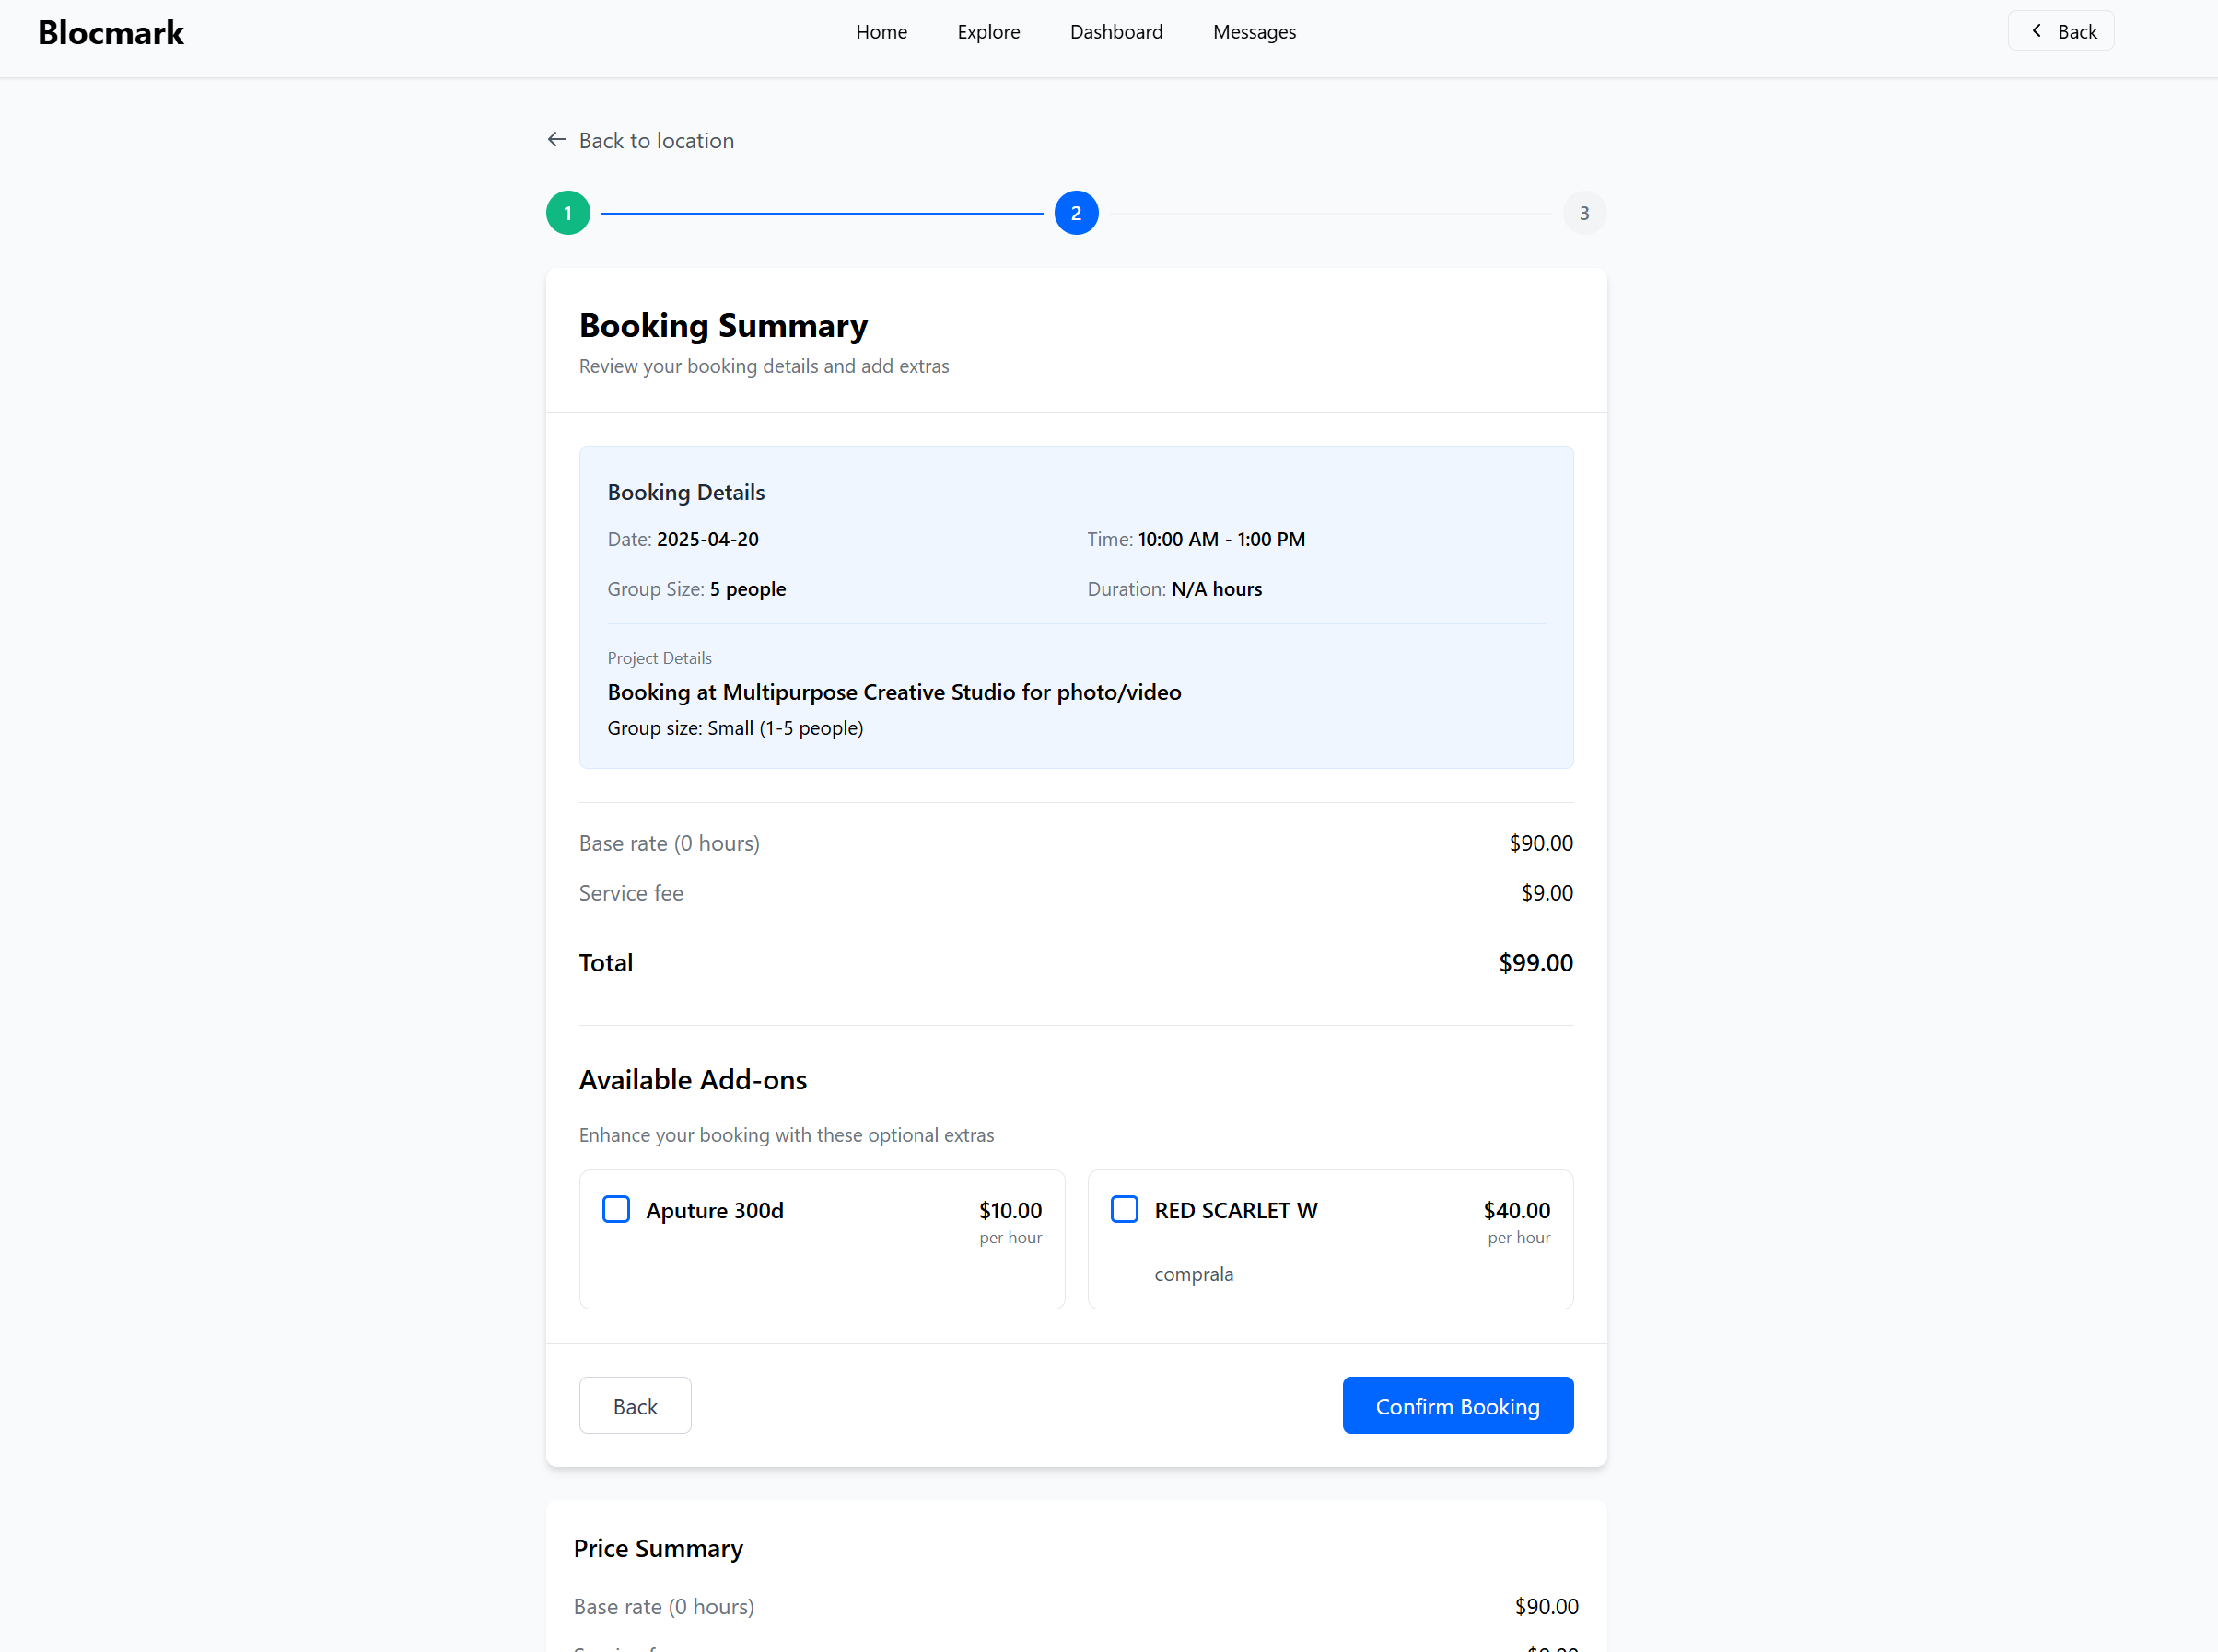 Blocmark
Home Explore Dashboard Messages
Back
Back to location
1 2 3
Booking Summary
Review your booking details and add extras
Booking Details
Date: 2025-04-20 Time: 10:00 AM - 1:00 PM
Group Size: 5 people Duration: N/A hours
Project Details
Booking at Multipurpose Creative Studio for photo/video
Group size: Small (1-5 people)
Base rate (0 hours) $90.00
Service fee $9.00
Total $99.00
Available Add-ons
Enhance your booking with these optional extras
Aputure 300d $10.00
per hour
RED SCARLET W $40.00
per hour
comprala
Back Confirm Booking
Price Summary
Base rate (0 hours) $90.00